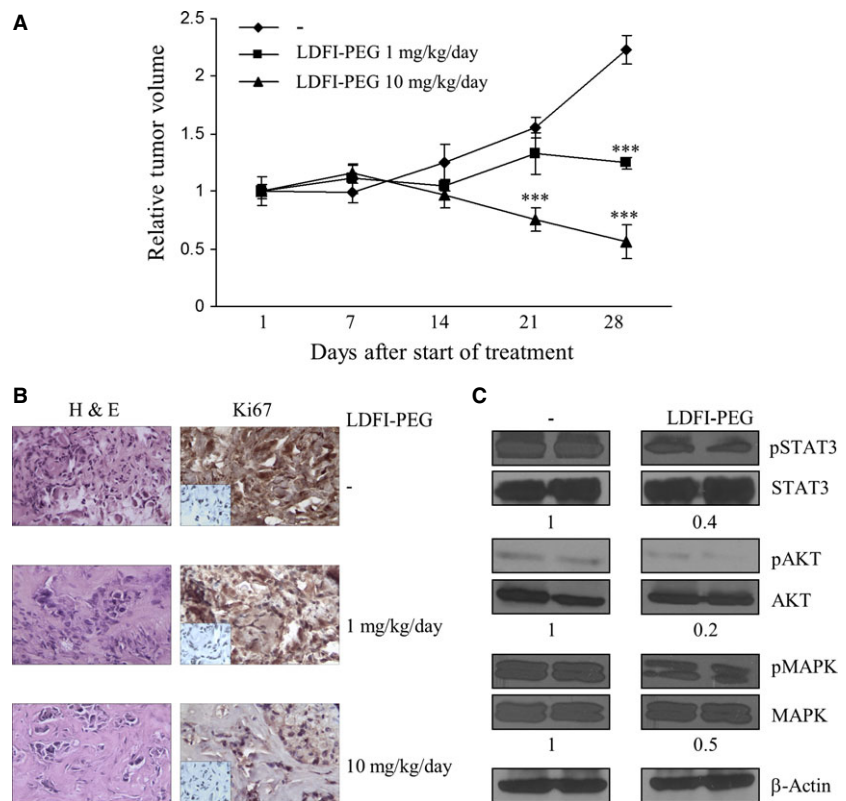 A
2.5
2
1.5
1
0.5
0
Relative tumor volume
-
LDFI-PEG 1 mg/kg/day
LDFI-PEG 10 mg/kg/day
***
***
***
1 7 14 21 28
Days after start of treatment
B
H & E Ki67 LDFI-PEG
-
1 mg/kg/day
10 mg/kg/day
C
- LDFI-PEG
pSTAT3
STAT3
1 0.4
pAKT
AKT
1 0.2
pMAPK
MAPK
1 0.5
β-Actin